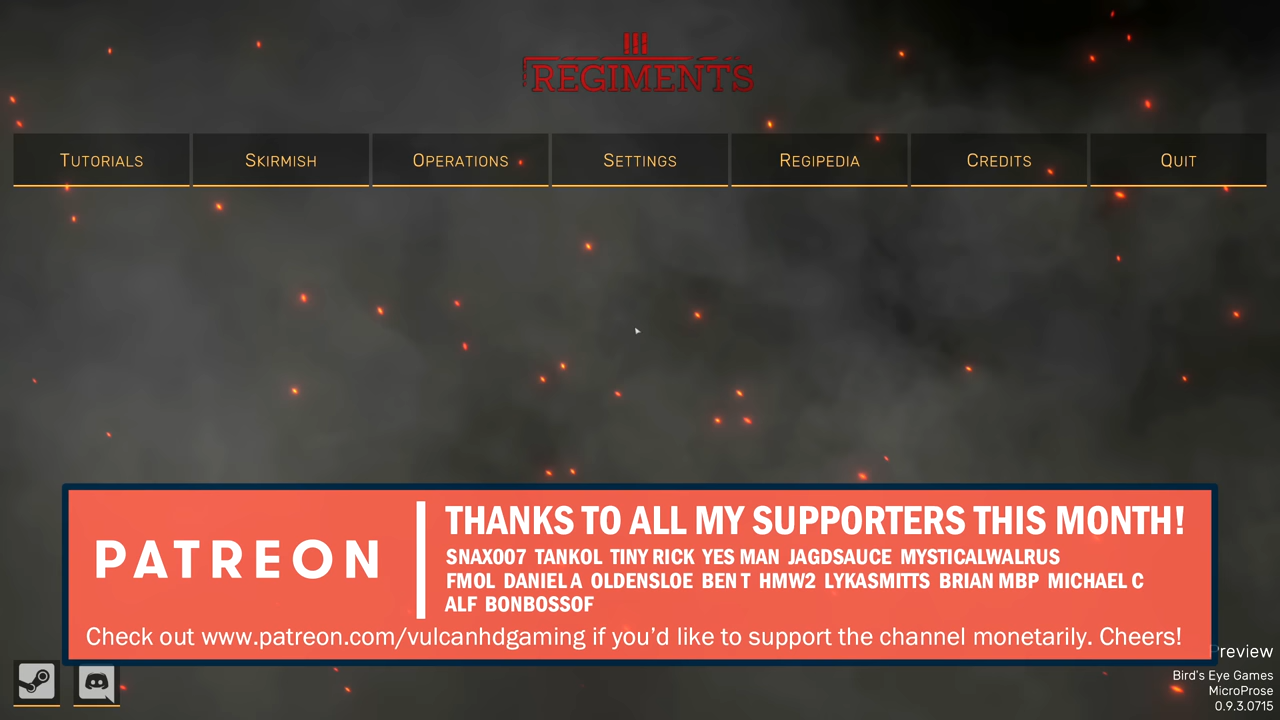 REGIMENTS
TUTORIALS
SKIRMISH
OPERATIONS
SETTINGS
REGIPEDIA
CREDITS
QUIT
PATREON
THANKS TO ALL MY SUPPORTERS THIS MONTH!
SNAX007 TANKOL TINY RICK YES MAN JAGDSAUCE MYSTICALWALRUS
FMOL DANIEL A OLDENSLOE BEN T HMW2 LYKASMITTS BRIAN MBP MICHAEL C
ALF BONBOSSOF
Check out www.patreon.com/vulcanhdgaming if you'd like to support the channel monetarily. Cheers!
Preview
Bird's Eye Games
MicroProse
0.9.3.0715